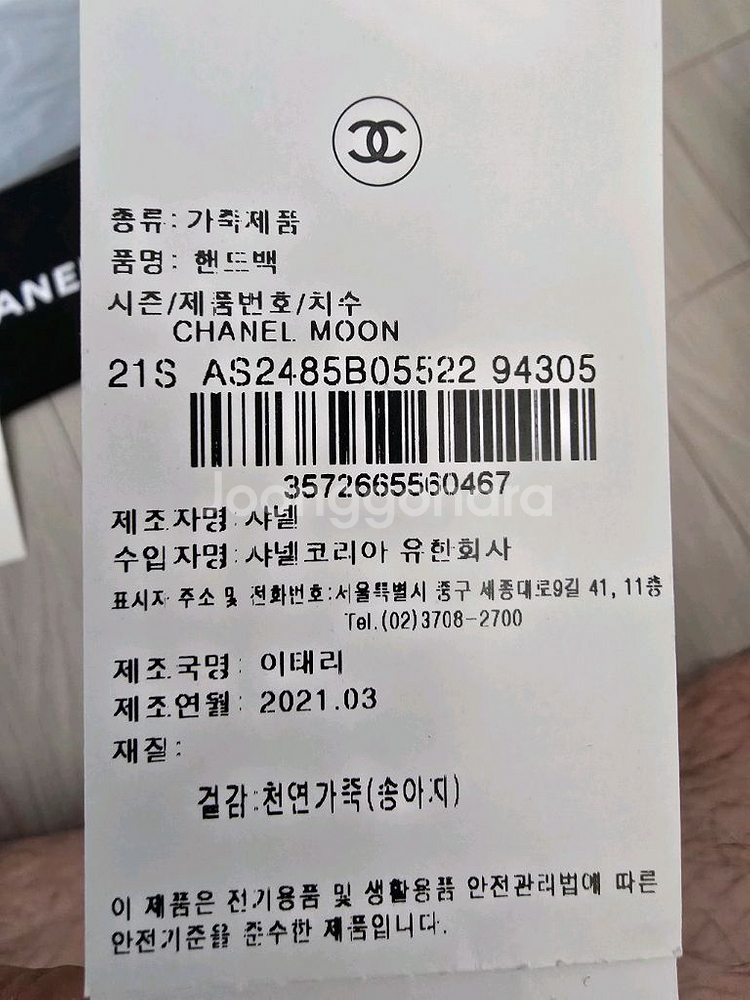 종류: 가죽제품
품명: 핸드백
시즌/제품번호/치수
CHANEL MOON
21S AS2485B05522 94305
3572665560467
Joonggonara
제조자명: 샤넬
수입자명: 샤넬코리아 유한회사
표시자 주소 및 전화번호:서울특별시 중구 세종대로9길 41, 11층
Tel.(02)3708-2700
제조국명: 이태리
제조연월: 2021.03
재질:
겉감:천연가죽(송아지)
이 제품은 전기용품 및 생활용품 안전관리법에 따른
안전기준을 준수한 제품입니다.
ANE